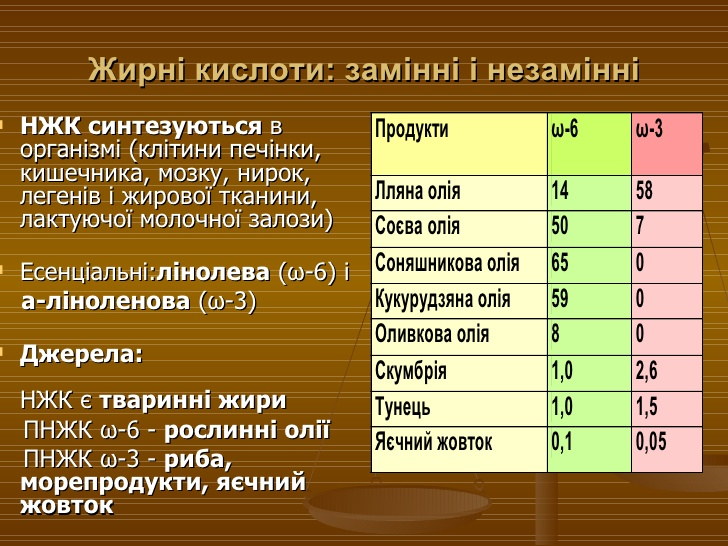 Жирні кислоти: замінні і незамінні
НЖК синтезуються в
організмі (клітини печінки,
кишечника, мозку, нирок,
легенів і жирової тканини,
лактуючої молочної залози)
Есенціальні:лінолева (ω-6) і
а-ліноленова (ω-3)
Джерела:
НЖК є тваринні жири
ПНЖК ω-6 - рослинні олії
ПНЖК ω-3 - риба,
морепродукти, яєчний
жовток
Продукти ω-6 ω-3
Лляна олія 14 58
Соєва олія 50 7
Соняшникова олія 65 0
Кукурудзяна олія 59 0
Оливкова олія 8 0
Скумбрія 1,0 2,6
Тунець 1,0 1,5
Яєчний жовток 0,1 0,05